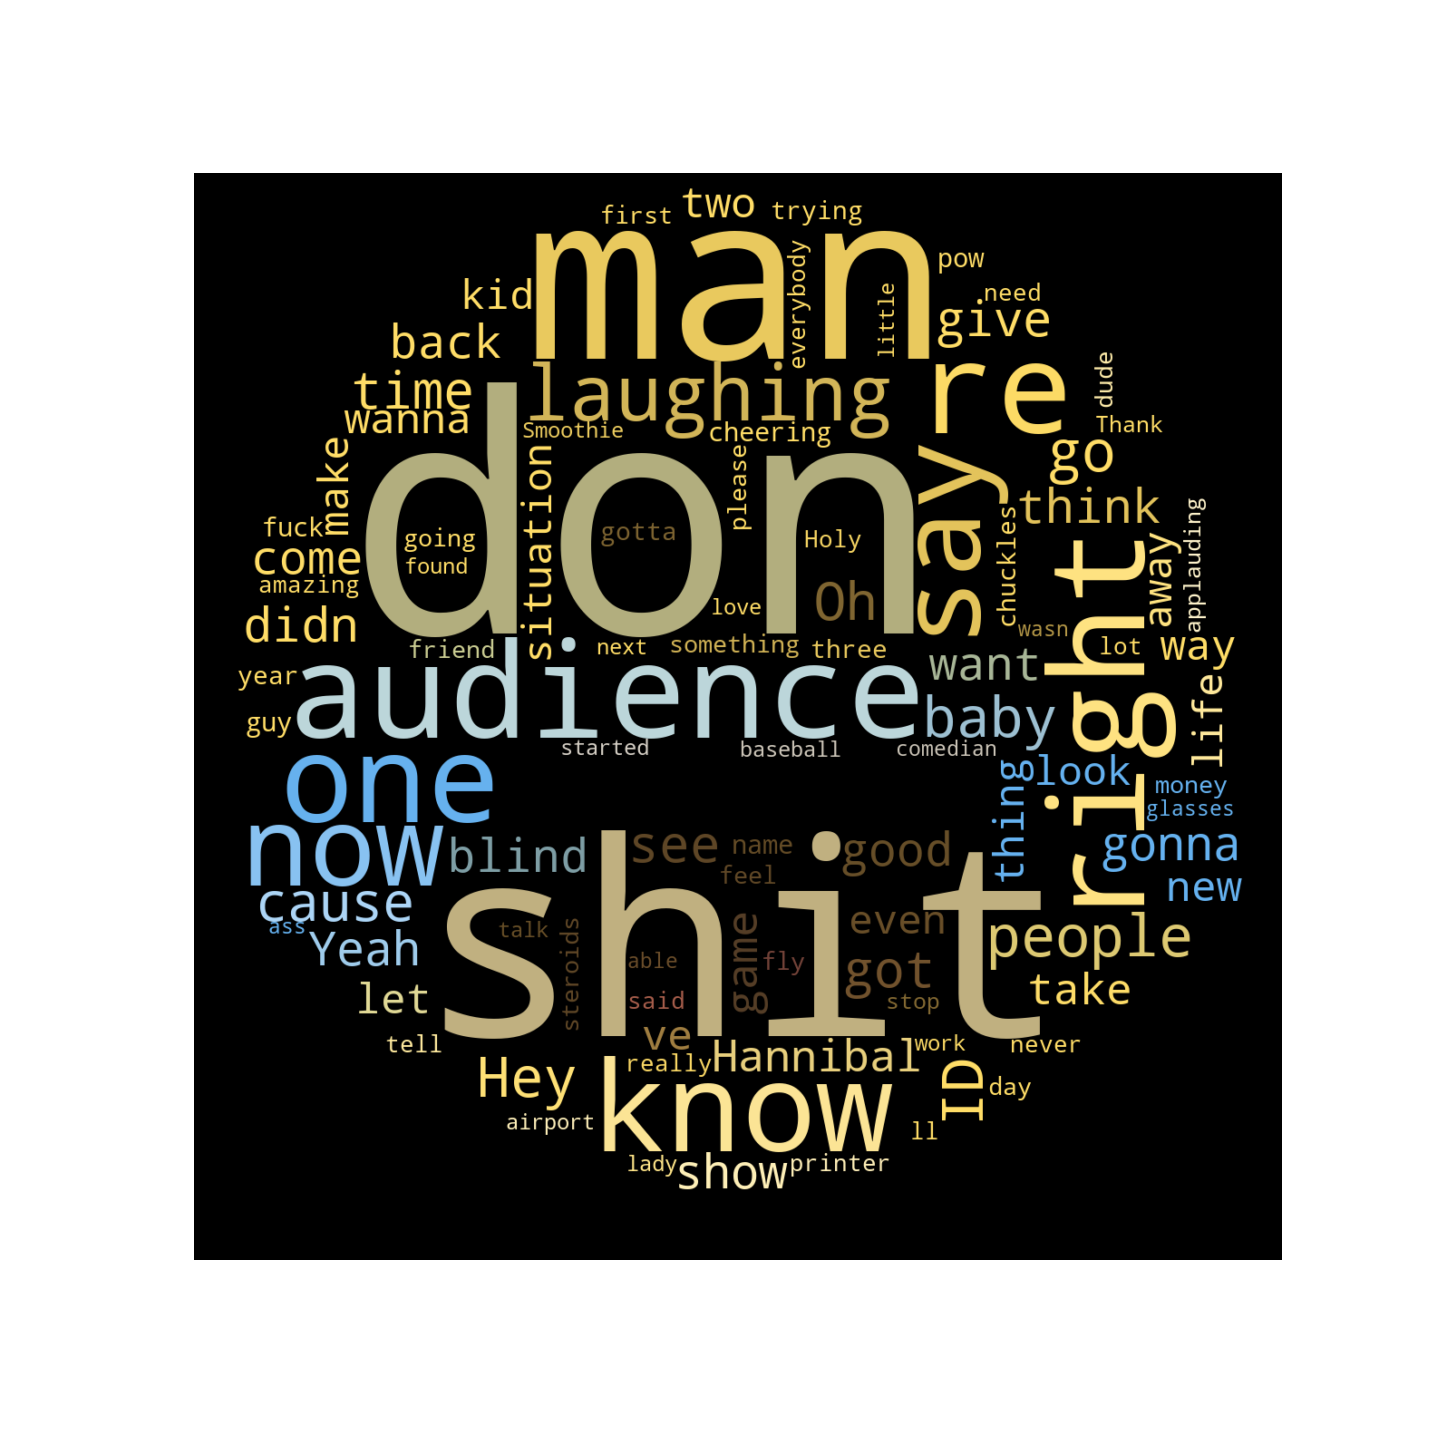 first two trying
man
everybody
little
pow
kid
need
give
back
laughing
re
dude
time
wanna
Smoothie
cheering
Thank
don
say
go
make
situation
please
think
fuck
going
gotta
Holy
chuckles
right
away
applauding
come
found
amazing
love
Oh
didn
wasn
friend
next
something
three
want
lot
way
year
audience
life
guy
baby
started
baseball
comedian
one
thing
look
money
glasses
now
blind
see
name
good
gonna
feel
shit
new
cause
ass
talk
steroids
game
even
people
Yeah
able
fly
got
let
said
stop
take
tell
ve
work
never
Hey
really
Hannibal
ID
day
know
airport
ll
lady
show
printer